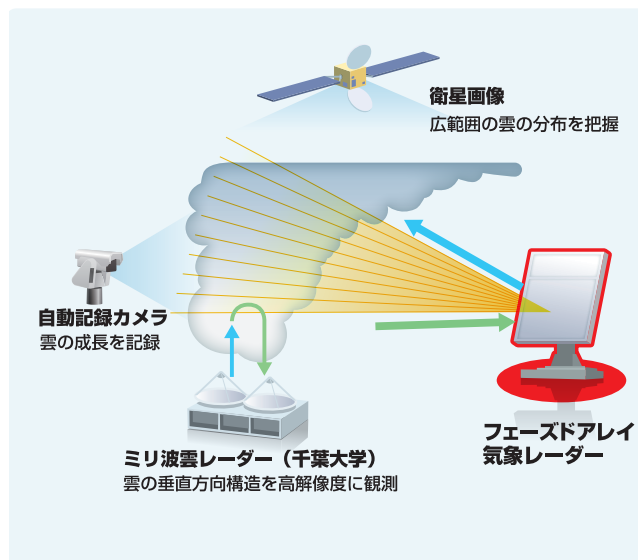 衛星画像
広範囲の雲の分布を把握
自動記録カメラ
雲の成長を記録
フェーズドアレイ
気象レーダー
ミリ波雲レーダー（千葉大学）
雲の垂直方向構造を高解像度に観測